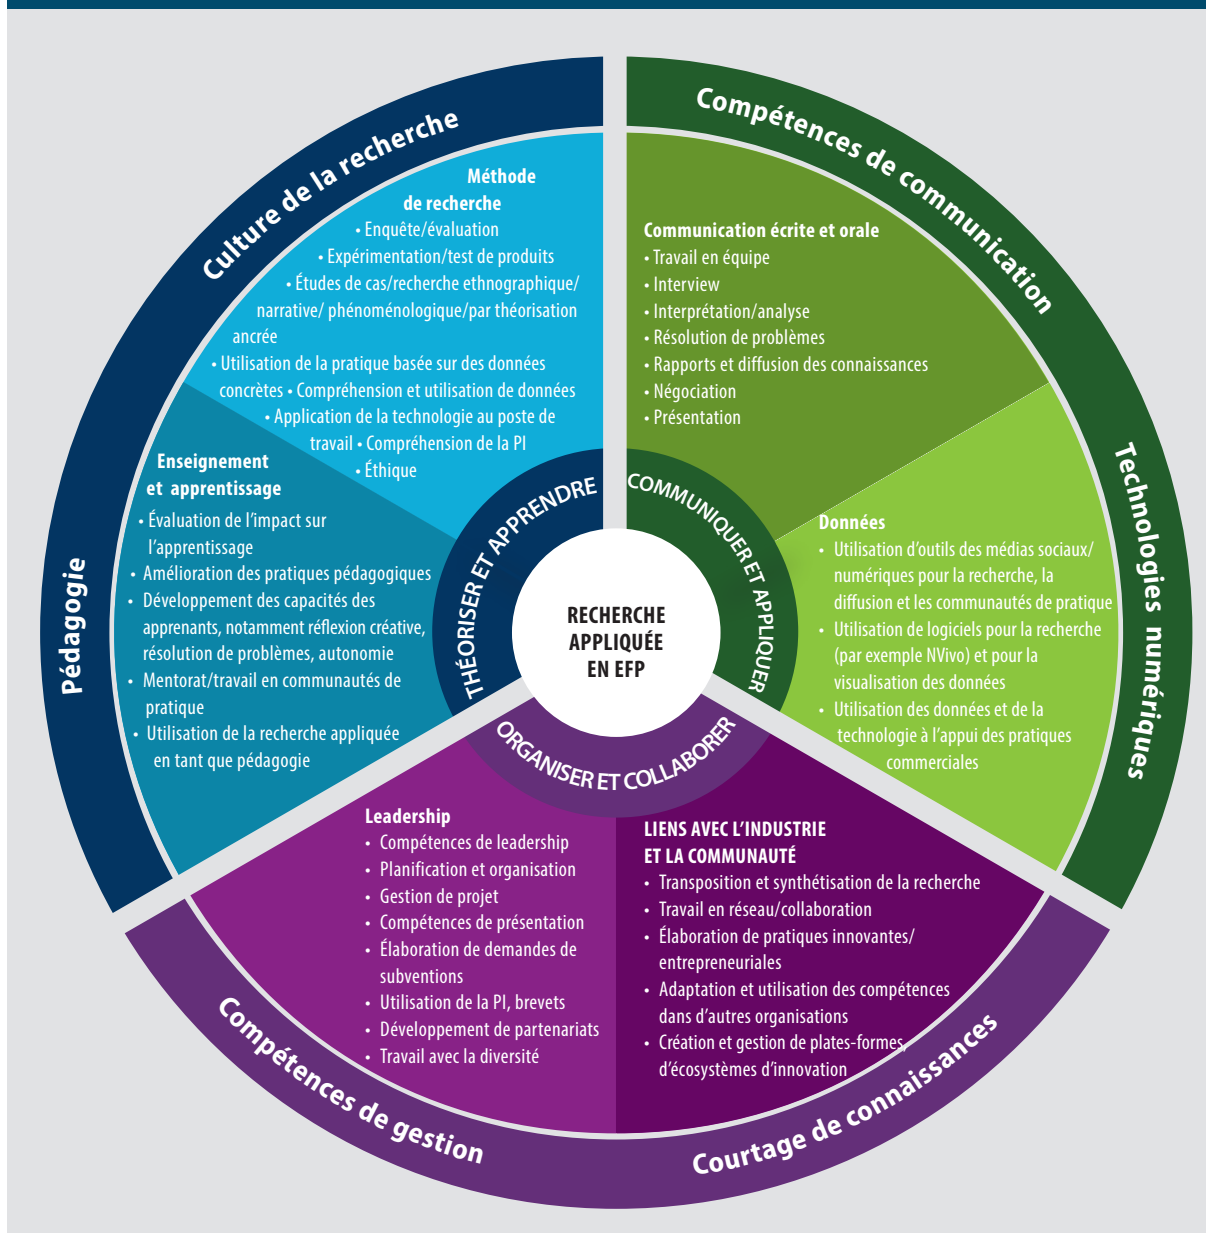 Culture de la recherche
Méthode
de recherche
• Enquête/évaluation
• Expérimentation/test de produits
• Études de cas/recherche ethnographique/
narrative/ phénoménologique/par théorisation
ancrée
• Utilisation de la pratique basée sur des données
concrètes • Compréhension et utilisation de données
• Application de la technologie au poste de
travail • Compréhension de la PI
• Éthique
Pédagogie
Enseignement
et apprentissage
• Évaluation de l'impact sur
l'apprentissage
• Amélioration des pratiques pédagogiques
• Développement des capacités des
apprenants, notamment réflexion créative,
résolution de problèmes, autonomie
• Mentorat/travail en communautés de
pratique
• Utilisation de la recherche appliquée
en tant que pédagogie
THÉORISER ET APPRENDRE
Compétences de communication
Communication écrite et orale
• Travail en équipe
• Interview
• Interprétation/analyse
• Résolution de problèmes
• Rapports et diffusion des connaissances
• Négociation
• Présentation
Technologies numériques
Données
• Utilisation d'outils des médias sociaux/
numériques pour la recherche, la
diffusion et les communautés de pratique
• Utilisation de logiciels pour la recherche
(par exemple NVivo) et pour la
visualisation des données
• Utilisation des données et de la
technologie à l'appui des pratiques
commerciales
COMMUNIQUER ET APPLIQUER
RECHERCHE
APPLIQUÉE
EN EFP
ORGANISER ET COLLABORER
Leadership
• Compétences de leadership
• Planification et organisation
• Gestion de projet
• Compétences de présentation
• Élaboration de demandes de
subventions
• Utilisation de la PI, brevets
• Développement de partenariats
• Travail avec la diversité
Compétences de gestion
LIENS AVEC L'INDUSTRIE
ET LA COMMUNAUTÉ
• Transposition et synthétisation de la recherche
• Travail en réseau/collaboration
• Élaboration de pratiques innovantes/
entrepreneuriales
• Adaptation et utilisation des compétences
dans d'autres organisations
• Création et gestion de plates-formes,
d'écosystèmes d'innovation
Courtage de connaissances